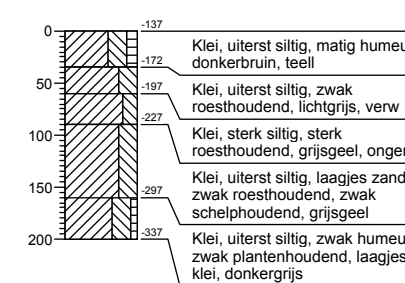 0
-137
Klei, uiterst siltig, matig humeu
donkerbruin, teell
-172
50
Klei, uiterst siltig, zwak
roesthoudend, lichtgrijs, verw
-197
-227
100
Klei, sterk siltig, sterk
roesthoudend, grijsgeel, onger
150
Klei, uiterst siltig, laagjes zand
zwak roesthoudend, zwak
schelphoudend, grijsgeel
-297
200
-337
Klei, uiterst siltig, zwak humeu
zwak plantenhoudend, laagjes
klei, donkergrijs